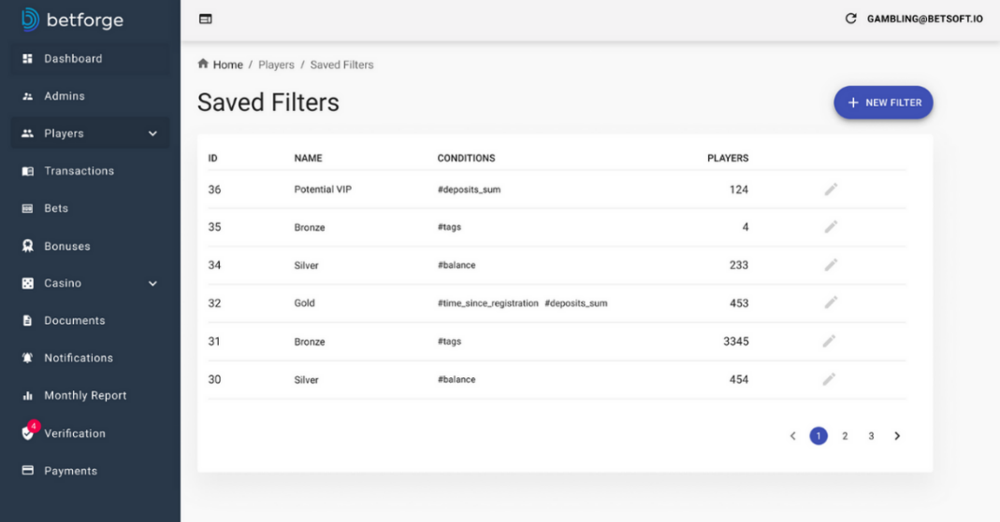 betforge
GAMBLING@BETSOFT.IO
Dashboard
Admins
Players
Transactions
Bets
Bonuses
Casino
Documents
Notifications
Monthly Report
4
Verification
Payments
Home / Players / Saved Filters
Saved Filters
+ NEW FILTER
ID NAME CONDITIONS PLAYERS
36 Potential VIP #deposits_sum 124
35 Bronze #tags 4
34 Silver #balance 233
32 Gold #time_since_registration #deposits_sum 453
31 Bronze #tags 3345
30 Silver #balance 454
< 1 2 3 >